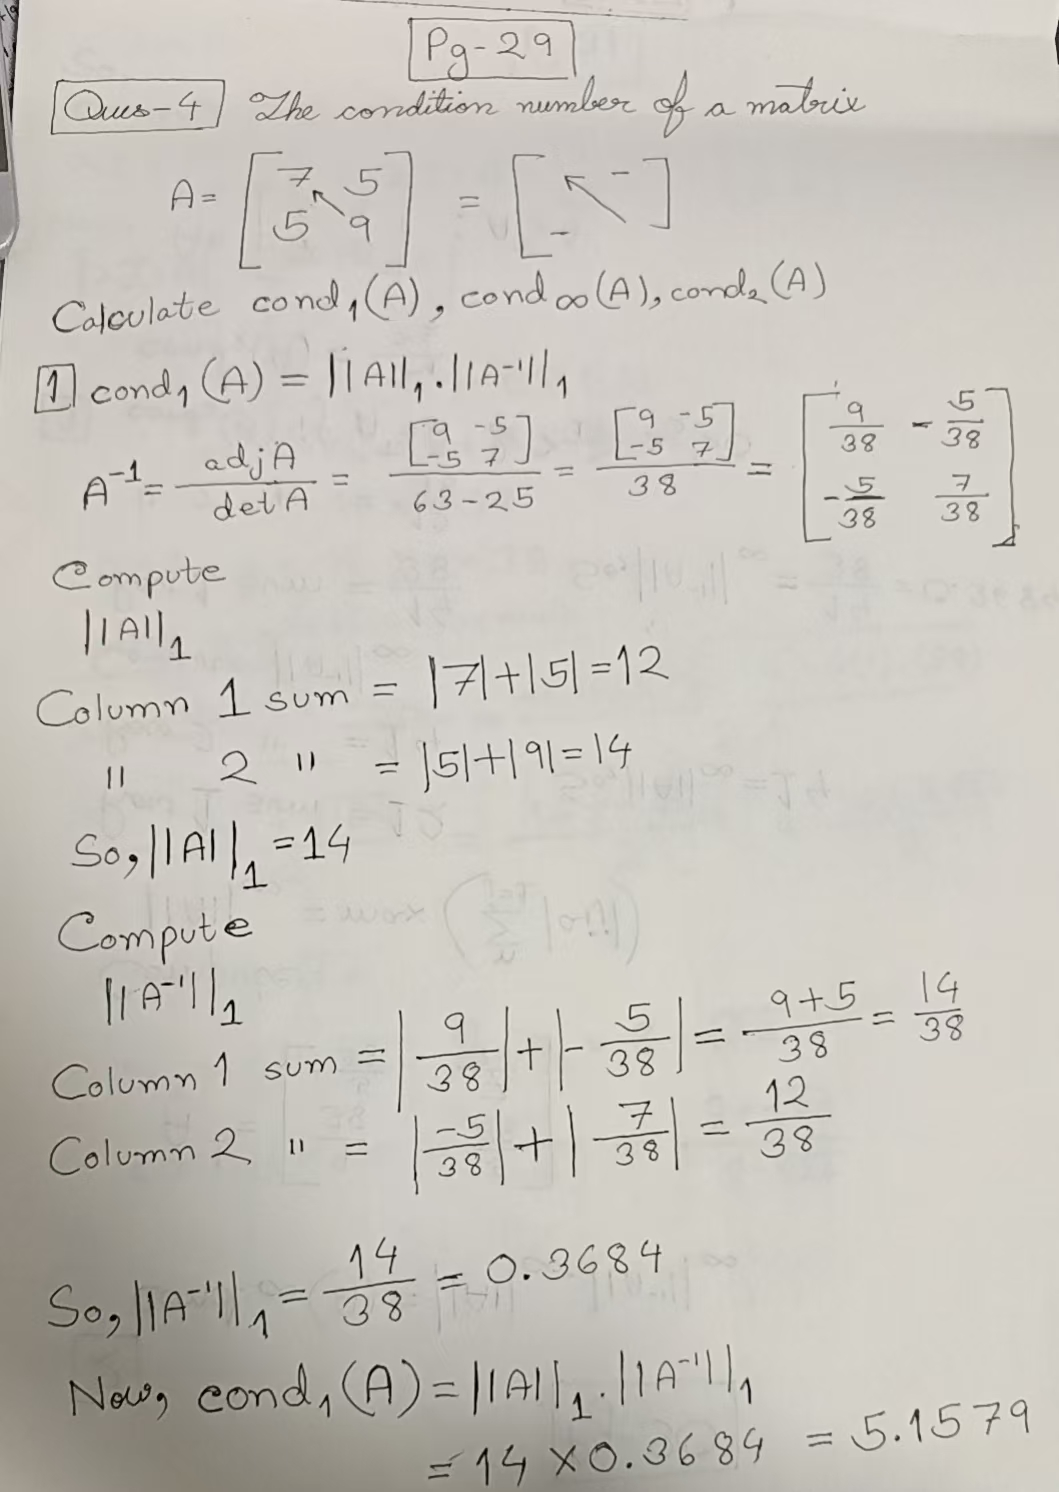 Pg-29
Ques-4 The condition number of a matrix
A = [7 5; 5 9] = [ - ; - ]
Calculate cond₁(A), cond∞(A), cond₂(A)
1 cond₁(A) = ||A||₁.||A⁻¹||₁
A⁻¹ = adjA / detA = [9 -5; -5 7] / 63-25 = [9 -5; -5 7] / 38 = [9/38 -5/38; -5/38 7/38]
Compute
||A||₁
Column 1 sum = |7|+|5|=12
" 2 " = |5|+|9|=14
So, ||A||₁ =14
Compute
||A⁻¹||₁
Column 1 sum = |9/38|+|-5/38| = 9+5/38 = 14/38
Column 2 " = |-5/38|+|7/38| = 12/38
So, ||A⁻¹||₁ = 14/38 = 0.3684
Now, cond₁(A) = ||A||₁.||A⁻¹||₁
= 14 x 0.3684 = 5.1579